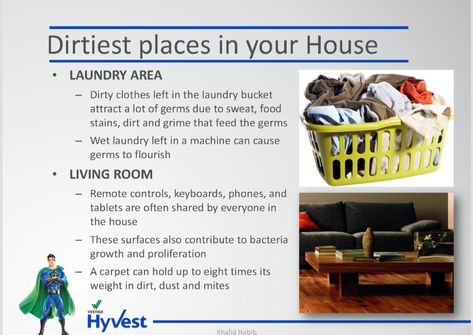 Dirtiest places in your House
• LAUNDRY AREA
– Dirty clothes left in the laundry bucket
attract a lot of germs due to sweat, food
stains, dirt and grime that feed the germs
– Wet laundry left in a machine can cause
germs to flourish
• LIVING ROOM
– Remote controls, keyboards, phones, and
tablets are often shared by everyone in
the house
– These surfaces also contribute to bacteria
growth and proliferation
– A carpet can hold up to eight times its
weight in dirt, dust and mites
VESTIGE
HyVest
Khalid Habib